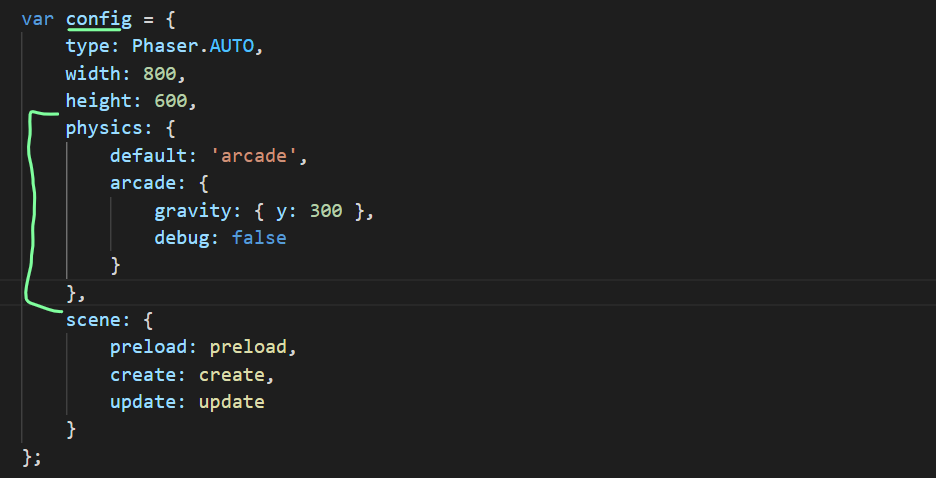 var config = {
    type: Phaser.AUTO,
    width: 800,
    height: 600,
    physics: {
        default: 'arcade',
        arcade: {
            gravity: { y: 300 },
            debug: false
        }
    },
    scene: {
        preload: preload,
        create: create,
        update: update
    }
};